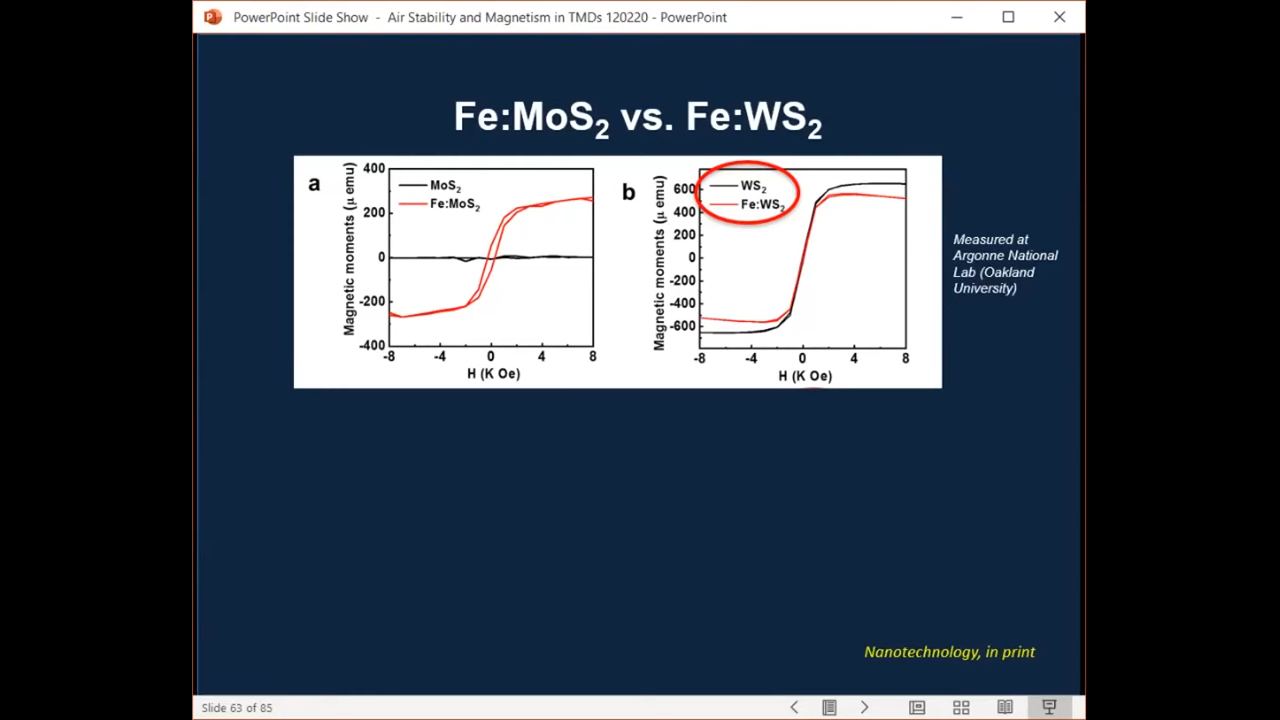 PowerPoint Slide Show - Air Stability and Magnetism in TMDs 120220 - PowerPoint
Fe:MoS₂ vs. Fe:WS₂
a
Magnetic moments (μ emu)
400
200
0
-200
-400
MoS₂
Fe:MoS₂
-8 -4 0 4 8
H (K Oe)
b
Magnetic moments (μ emu)
600
400
200
0
-200
-400
-600
WS₂
Fe:WS₂
-8 -4 0 4 8
H (K Oe)
Measured at
Argonne National
Lab (Oakland
University)
Nanotechnology, in print
Slide 63 of 85